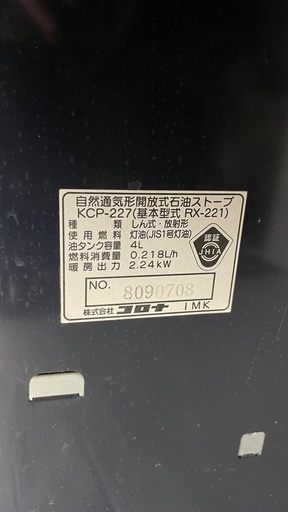 自然通気形開放式石油ストーブ
KCP-227(基本型式 RX-221)
種類 しん式・放射形
使用燃料 灯油(JIS1号灯油)
油タンク容量 4L
燃料消費量 0.218L/h
暖房出力 2.24kW
認証
JHIA
NO. 8090708
株式会社 コロナ IMK